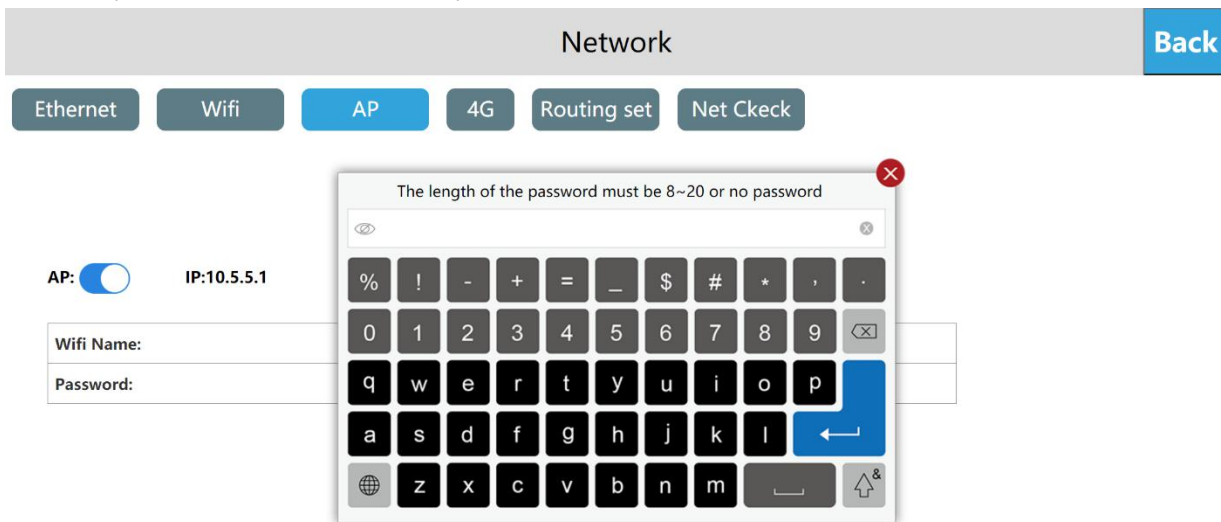 Network
Back
Ethernet Wifi AP 4G Routing set Net Ckeck
The length of the password must be 8~20 or no password
AP: IP:10.5.5.1
% ! - + = _ $ # * , .
0 1 2 3 4 5 6 7 8 9
Wifi Name:
q w e r t y u i o p
Password:
a s d f g h j k l
z x c v b n m &